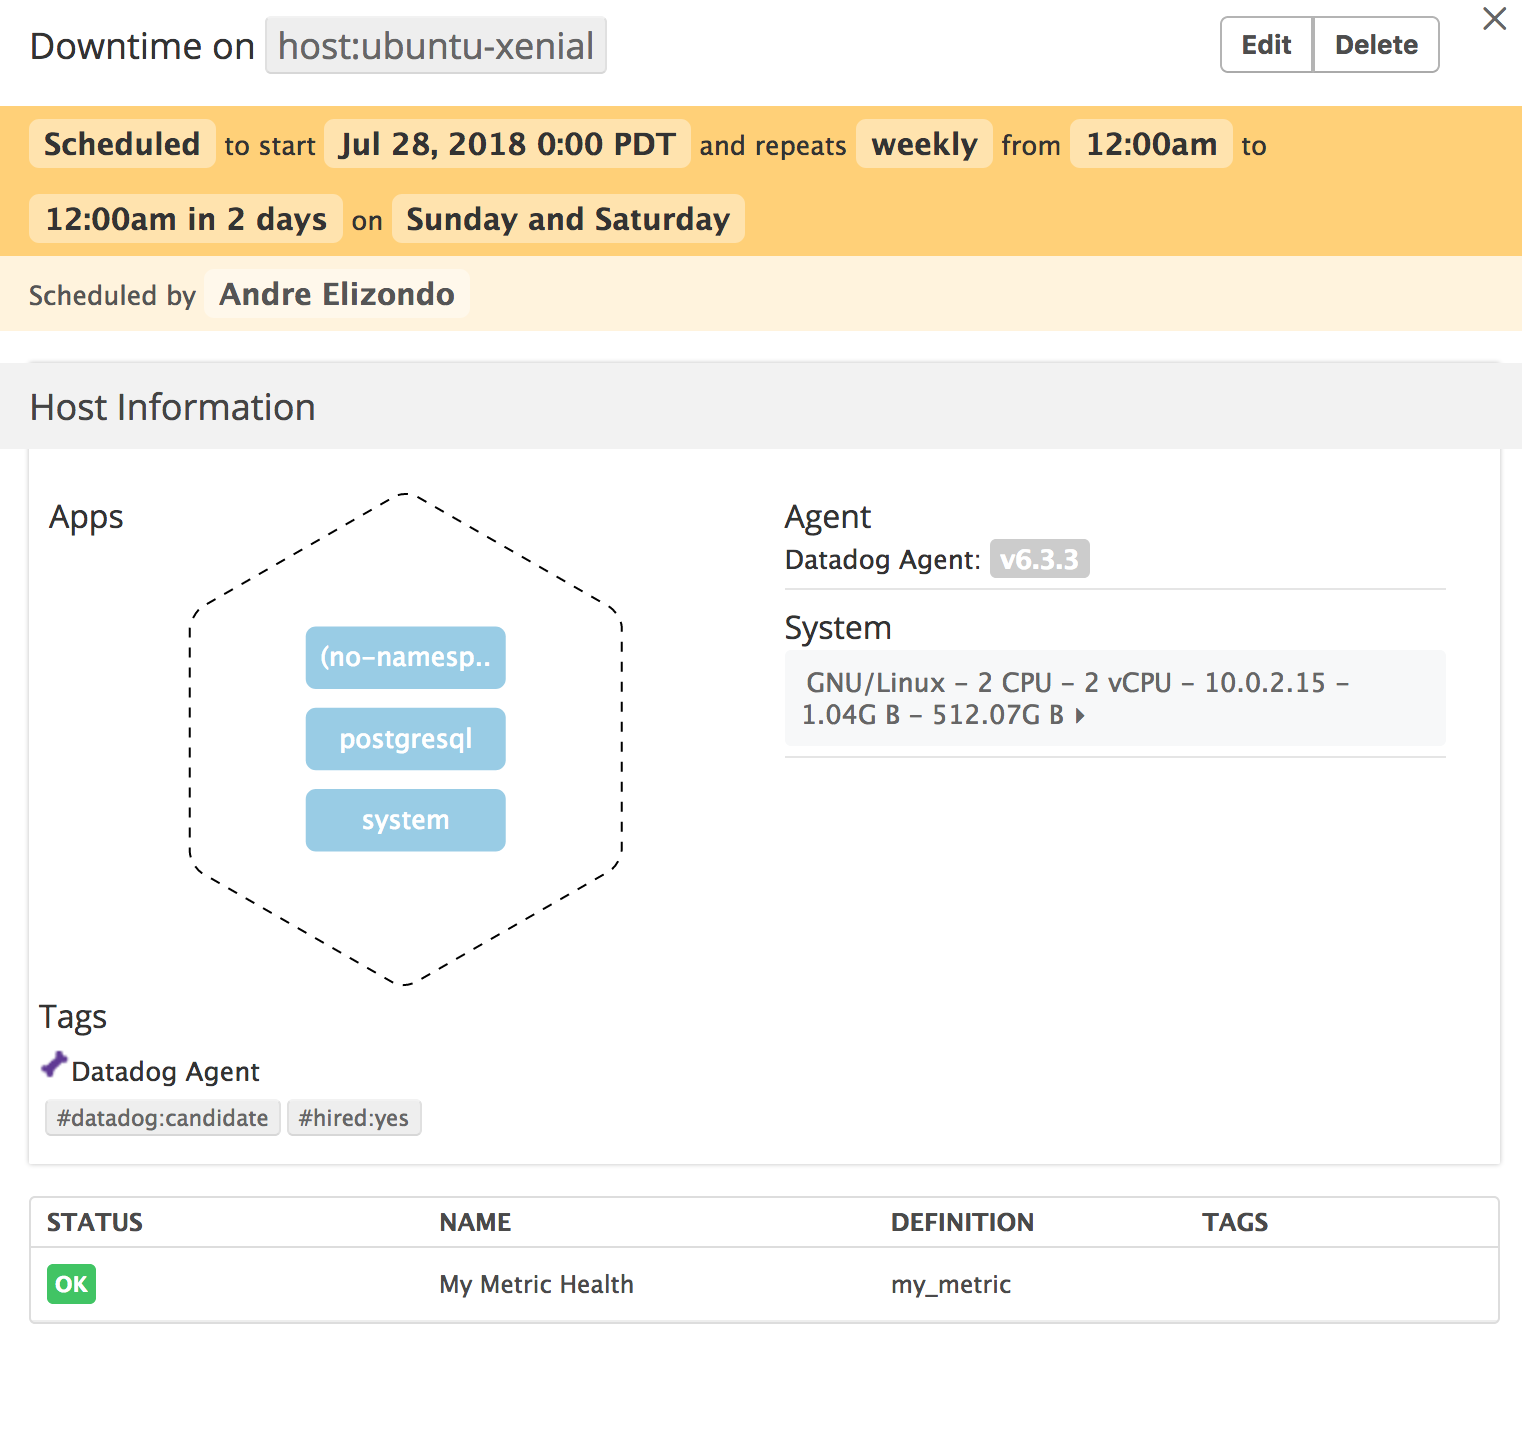 Downtime on host:ubuntu-xenial
Edit Delete
Scheduled to start Jul 28, 2018 0:00 PDT and repeats weekly from 12:00am to
12:00am in 2 days on Sunday and Saturday
Scheduled by Andre Elizondo
Host Information
Apps
(no-namesp..
postgresql
system
Agent
Datadog Agent: v6.3.3
System
GNU/Linux – 2 CPU – 2 vCPU – 10.0.2.15 –
1.04G B – 512.07G B
Tags
Datadog Agent
#datadog:candidate #hired:yes
STATUS NAME DEFINITION TAGS
OK My Metric Health my_metric